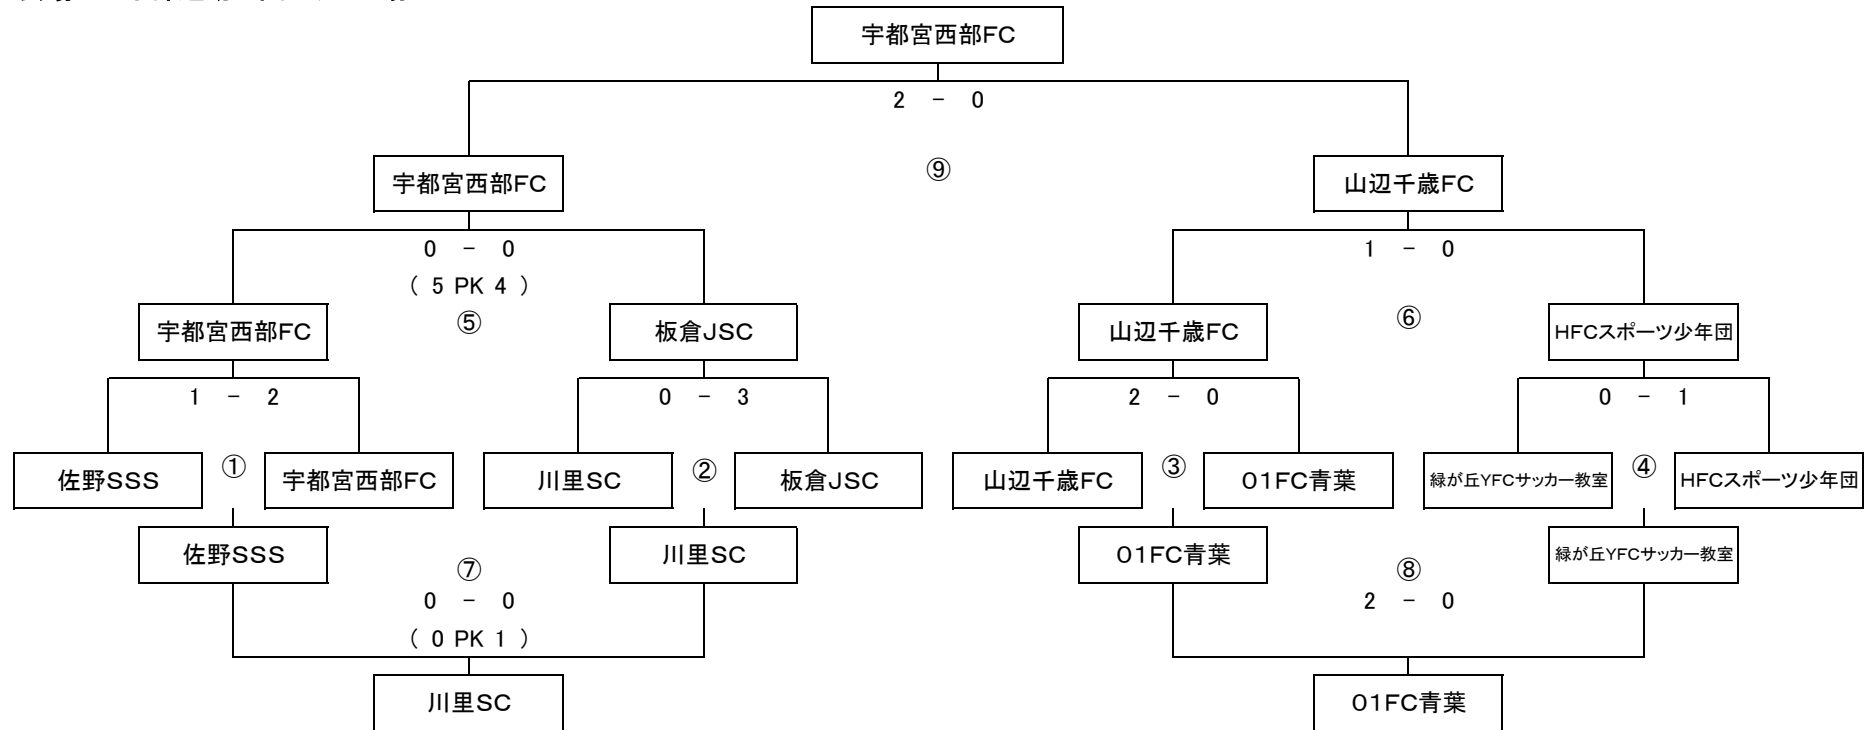 宇都宮西部FC
2 － 0
⑨
宇都宮西部FC 山辺千歳FC
0 － 0 1 － 0
( 5 PK 4 )
⑤ ⑥
宇都宮西部FC 板倉JSC 山辺千歳FC HFCスポーツ少年団
1 － 2 0 － 3 2 － 0 0 － 1
① ② ③ ④
佐野SSS 宇都宮西部FC 川里SC 板倉JSC 山辺千歳FC 01FC青葉 緑が丘YFCサッカー教室 HFCスポーツ少年団
佐野SSS 川里SC 01FC青葉 緑が丘YFCサッカー教室
⑦ ⑧
0 － 0 2 － 0
( 0 PK 1 )
川里SC 01FC青葉